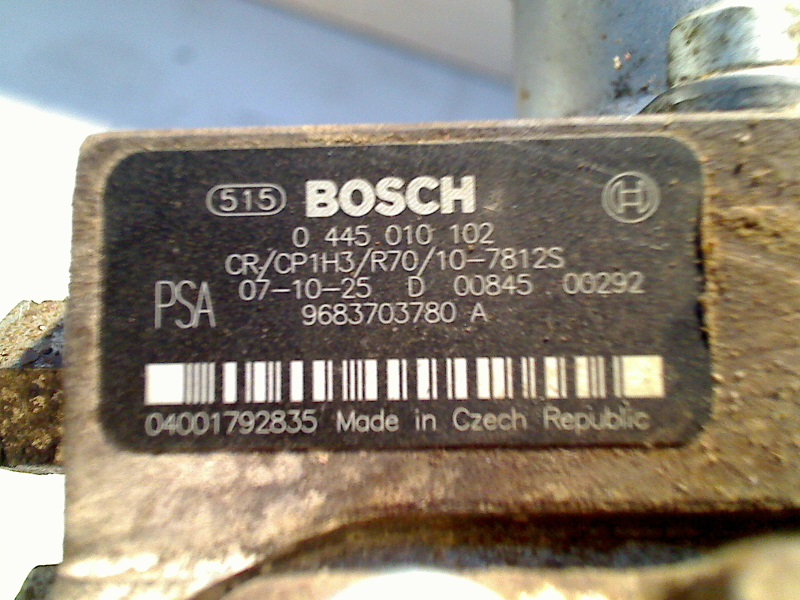 515 BOSCH
0 445 010 102
CR/CP1H3/R70/10-7812S
PSA 07-10-25 D 00845 00292
9683703780 A
04001792835 Made in Czech Republic